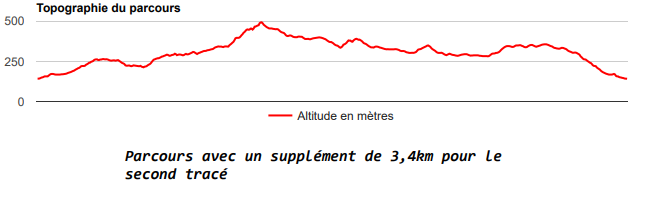 Topographie du parcours
500
250
0
Altitude en mètres
Parcours avec un supplément de 3,4km pour le
second tracé